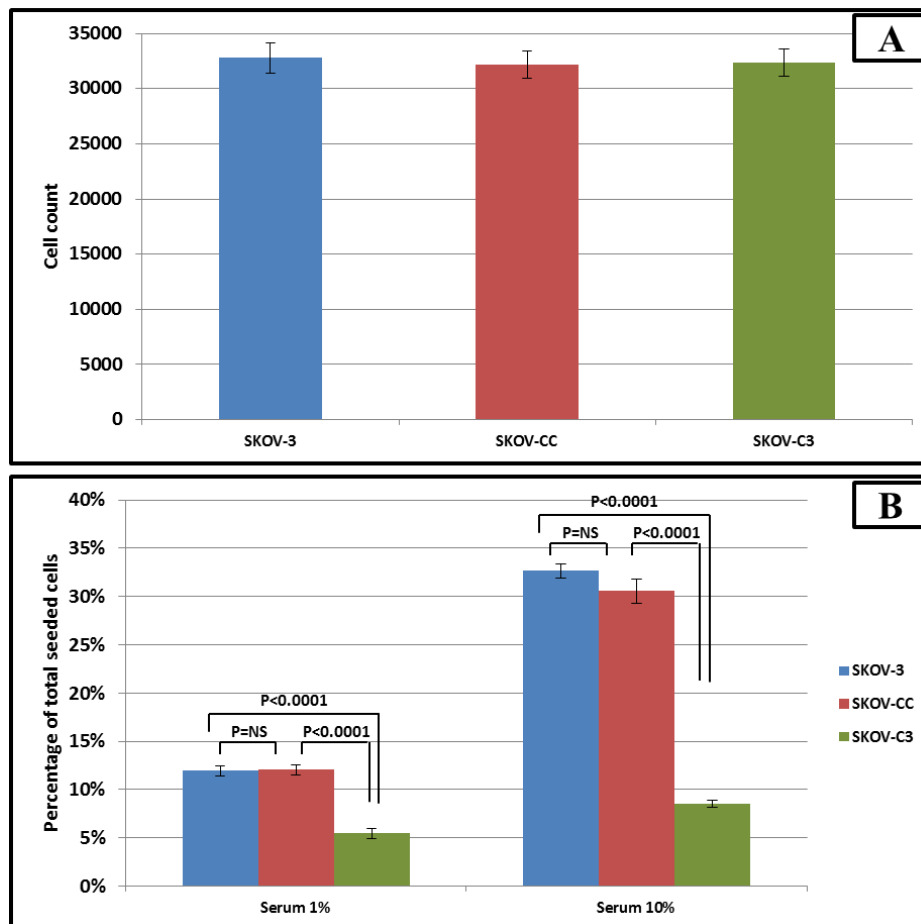 A
35000
30000
25000
20000
15000
10000
5000
0
Cell count
SKOV-3 SKOV-CC SKOV-C3
B
40%
35%
30%
25%
20%
15%
10%
5%
0%
Percentage of total seeded cells
P<0.0001
P=NS P<0.0001
P<0.0001
P=NS P<0.0001
Serum 1% Serum 10%
SKOV-3
SKOV-CC
SKOV-C3